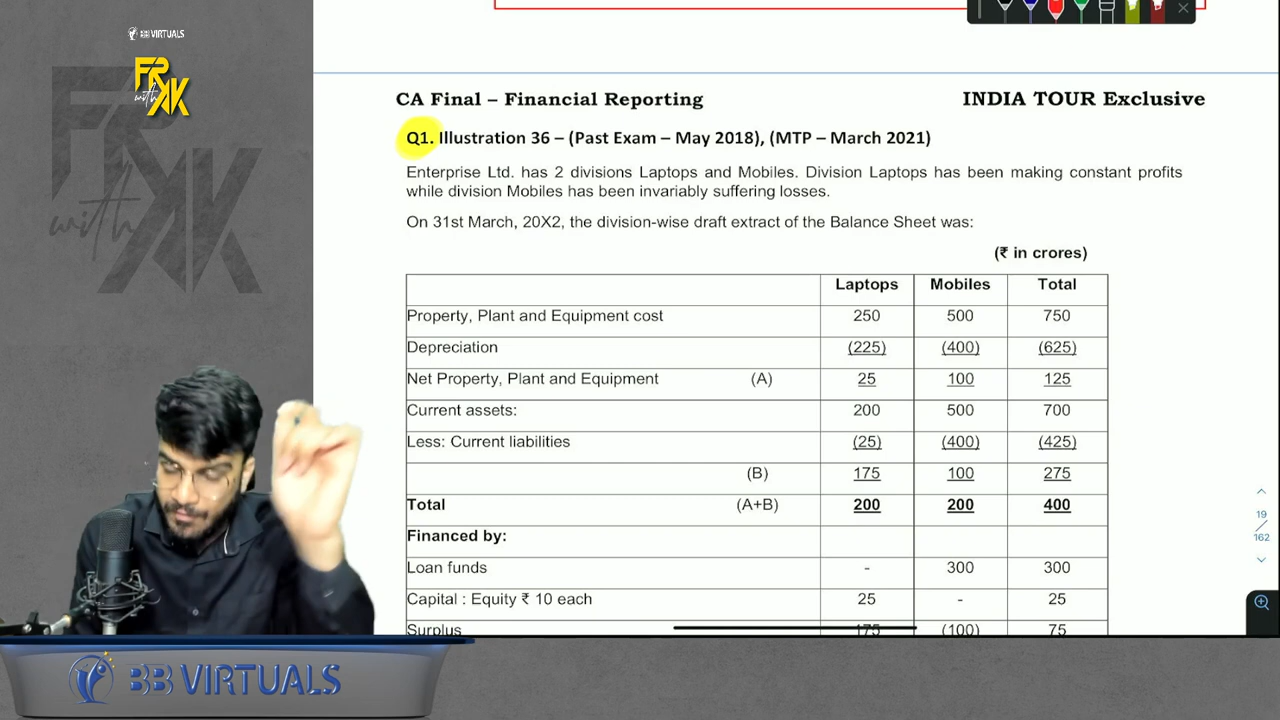 BB VIRTUALS
FR
with AK
FR
with AK
CA Final – Financial Reporting INDIA TOUR Exclusive
Q1. Illustration 36 – (Past Exam – May 2018), (MTP – March 2021)
Enterprise Ltd. has 2 divisions Laptops and Mobiles. Division Laptops has been making constant profits
while division Mobiles has been invariably suffering losses.
On 31st March, 20X2, the division-wise draft extract of the Balance Sheet was:
(₹ in crores)
Laptops Mobiles Total
Property, Plant and Equipment cost 250 500 750
Depreciation (225) (400) (625)
Net Property, Plant and Equipment (A) 25 100 125
Current assets: 200 500 700
Less: Current liabilities (25) (400) (425)
(B) 175 100 275
Total (A+B) 200 200 400
Financed by:
Loan funds - 300 300
Capital : Equity ₹ 10 each 25 - 25
Surplus 175 (100) 75
19
162
BB VIRTUALS